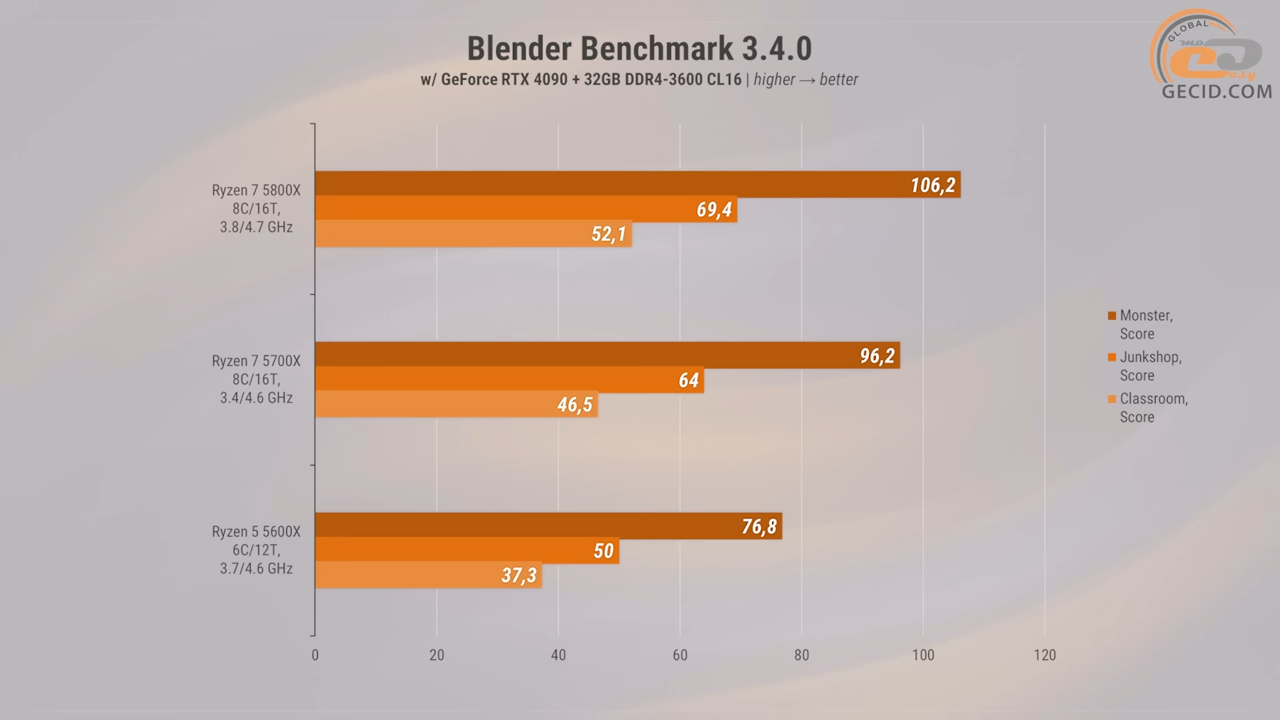 Blender Benchmark 3.4.0
w/ GeForce RTX 4090 + 32GB DDR4-3600 CL16 | higher → better
GLOBAL
GECID.COM
Ryzen 7 5800X
8C/16T,
3.8/4.7 GHz
106,2
69,4
52,1
Ryzen 7 5700X
8C/16T,
3.4/4.6 GHz
96,2
64
46,5
Ryzen 5 5600X
6C/12T,
3.7/4.6 GHz
76,8
50
37,3
Monster,
Score
Junkshop,
Score
Classroom,
Score
0 20 40 60 80 100 120